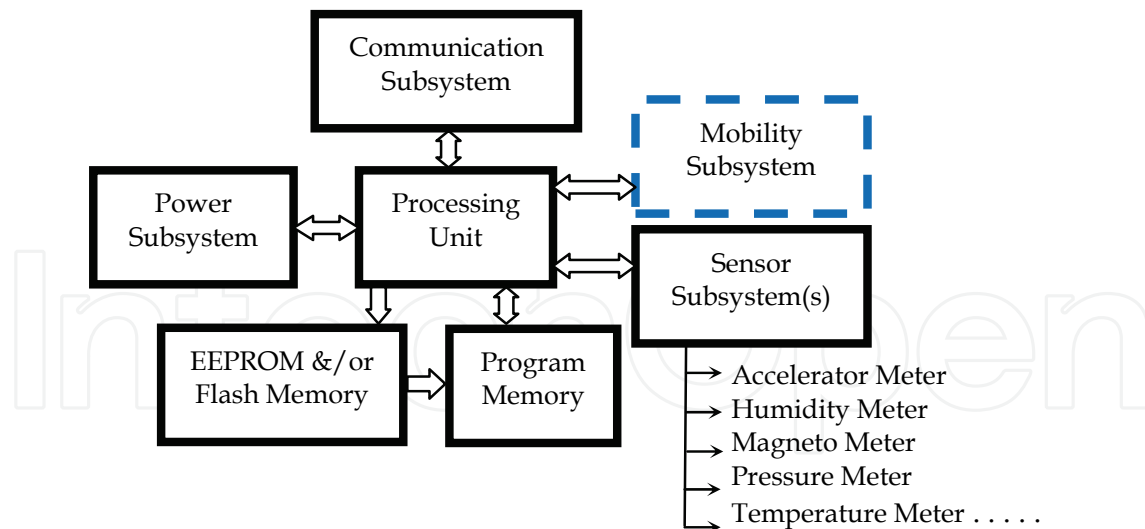 Communication
Subsystem
Mobility
Subsystem
Power
Subsystem
Processing
Unit
Sensor
Subsystem(s)
EEPROM &/or
Flash Memory
Program
Memory
Accelerator Meter
Humidity Meter
Magneto Meter
Pressure Meter
Temperature Meter . . . . .
IntechOpen